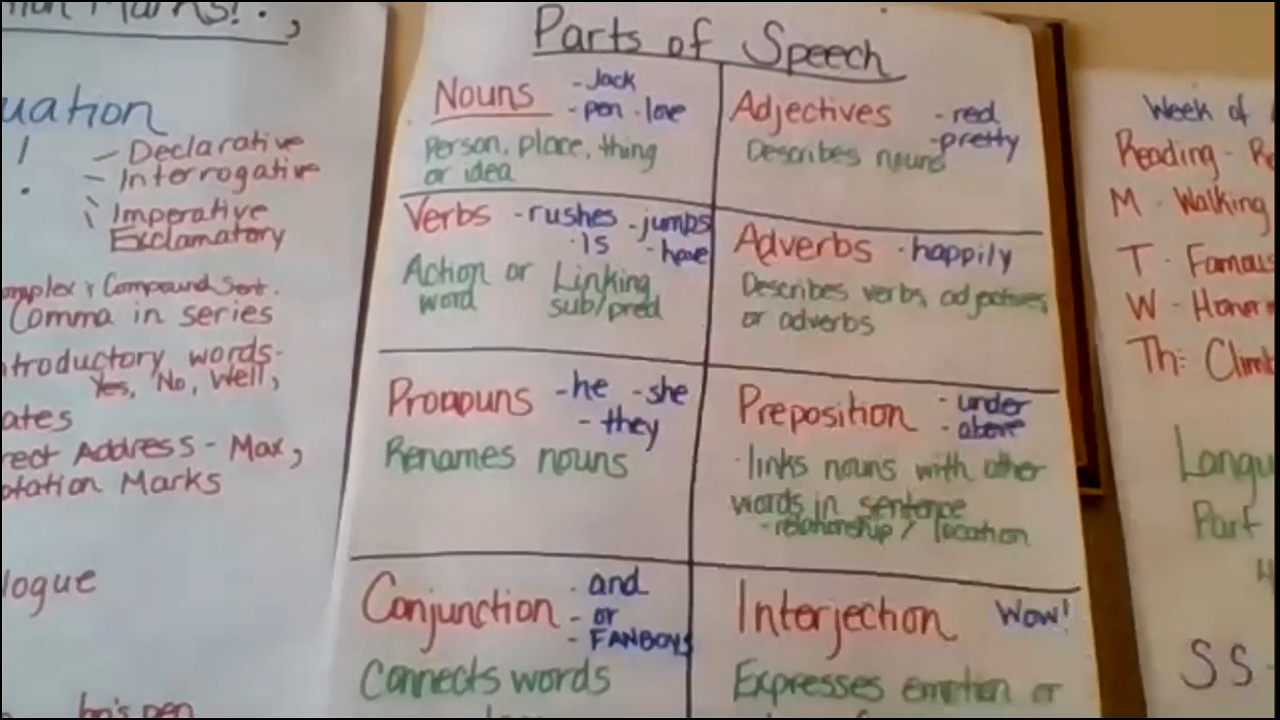 Marks! . ,
uation
! – Declarative
. – Interrogative
Imperative
Exclamatory
omplex & Compound Sent.
Comma in series
ntroductory words-
Yes, No, Well,
ates
rect Address - Max,
otation Marks
logue
Parts of Speech
Nouns - Jack
- pen - love
Person, place, thing
or idea
Adjectives - red
- pretty
Describes nouns
Verbs - rushes - jumps
- is - have
Action or Linking
word sub/pred
Adverbs - happily
Describes verbs, adjectives,
or adverbs
Pronouns - he - she
- they
Renames nouns
Preposition - under
- above
- links nouns with other
words in sentence
- relationship / location
Conjunction - and
- or
- FANBOYS
Connects words
Interjection Wow!
Expresses emotion or
Week of
Reading - Re
M - Walking
T - Famous
W - Honor
Th: Climb
Langu
Part
SS -